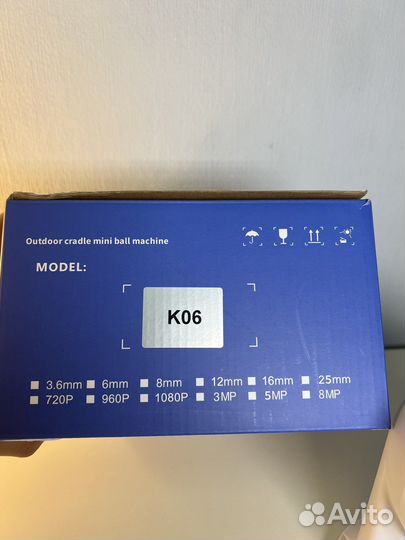 Outdoor cradle mini ball machine
MODEL:
K06
3.6mm 6mm 8mm 12mm 16mm 25mm
720P 960P 1080P 3MP 5MP 8MP
Avito